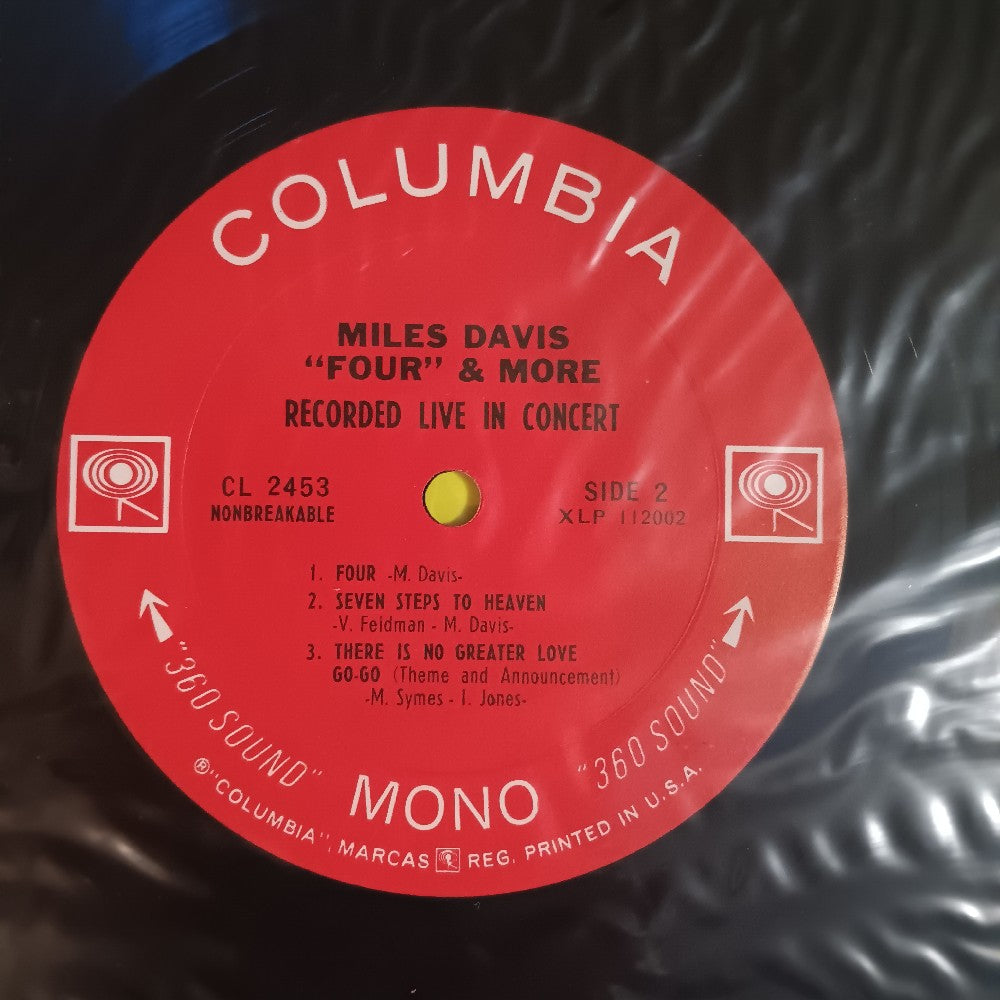 COLUMBIA
MILES DAVIS
"FOUR" & MORE
RECORDED LIVE IN CONCERT
CL 2453
NONBREAKABLE
SIDE 2
XLP 112002
1. FOUR -M. Davis-
2. SEVEN STEPS TO HEAVEN
-V. Feldman - M. Davis-
3. THERE IS NO GREATER LOVE
GO-GO (Theme and Announcement)
-M. Symes - I. Jones-
"360 SOUND"
MONO
"360 SOUND"
® "COLUMBIA", MARCAS REG. PRINTED IN U.S.A.